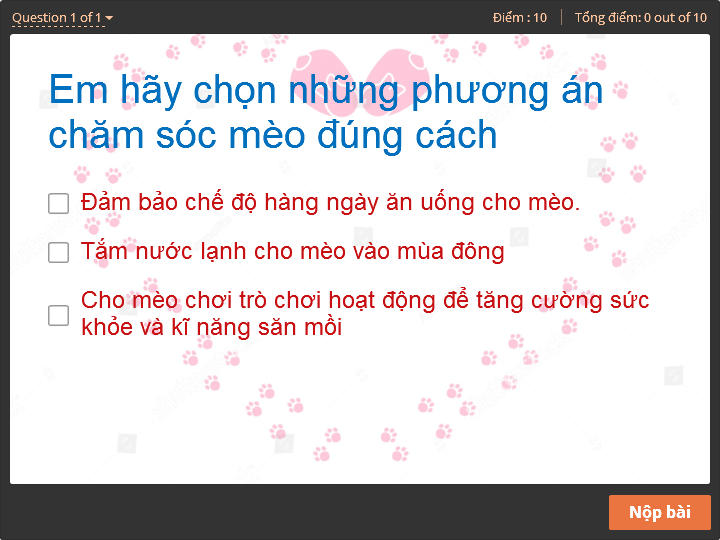 Question 1 of 1
Điểm : 10
Tổng điểm: 0 out of 10
Em hãy chọn những phương án
chăm sóc mèo đúng cách
Đảm bảo chế độ hàng ngày ăn uống cho mèo.
Tắm nước lạnh cho mèo vào mùa đông
Cho mèo chơi trò chơi hoạt động để tăng cường sức
khỏe và kĩ năng săn mồi
Nộp bài